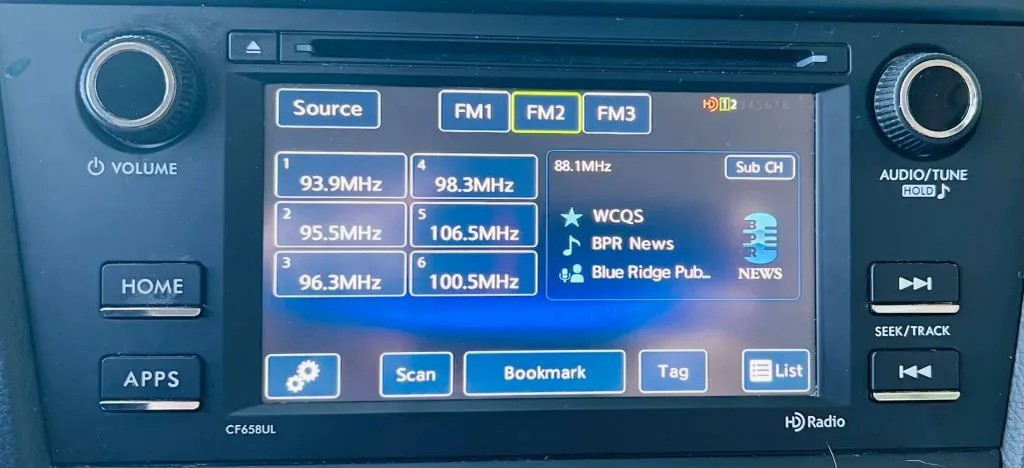 Source
FM1 FM2 FM3
HD 12345678
VOLUME
1 93.9MHz
4 98.3MHz
2 95.5MHz
5 106.5MHz
3 96.3MHz
6 100.5MHz
88.1MHz
Sub CH
WCQS
BPR News
Blue Ridge Pub...
BPR
NEWS
AUDIO/TUNE
HOLD
HOME
APPS
SEEK/TRACK
Scan
Bookmark
Tag
List
CF658UL
HD Radio